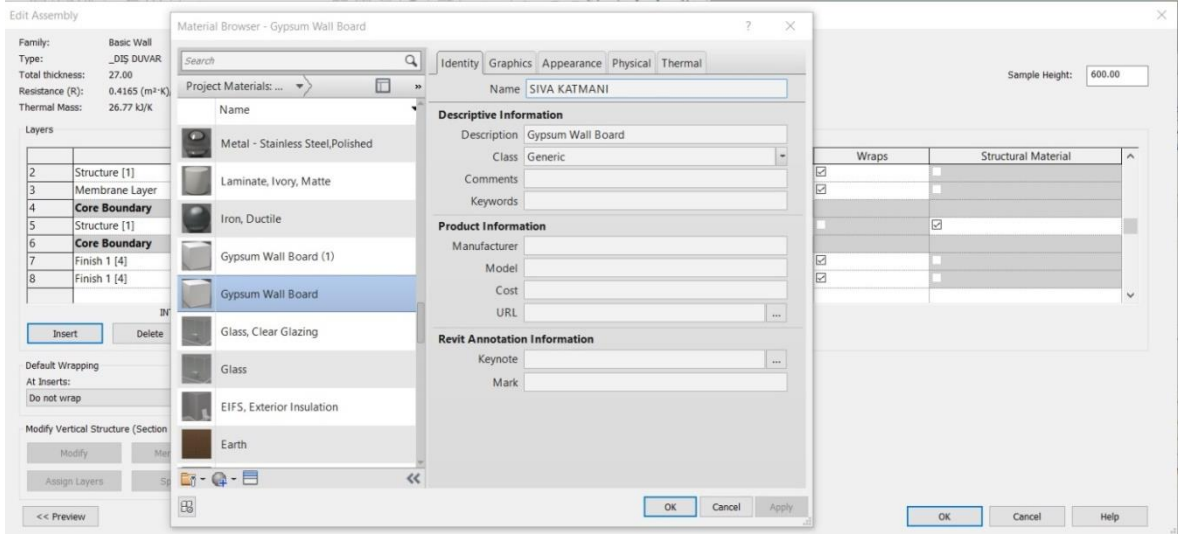 Edit Assembly
Family: Basic Wall
Type: _DIŞ DUVAR
Total thickness: 27.00
Resistance (R): 0.4165 (m²·K)
Thermal Mass: 26.77 kJ/K
Sample Height: 600.00
Layers
Wraps Structural Material
2 Structure [1]
3 Membrane Layer
4 Core Boundary
5 Structure [1]
6 Core Boundary
7 Finish 1 [4]
8 Finish 1 [4]
Insert Delete
Default Wrapping
At Inserts:
Do not wrap
Modify Vertical Structure (Section
Modify
Assign Layers
<< Preview
OK Cancel Help
Material Browser - Gypsum Wall Board
? ×
Search
Project Materials: ...
Name
Metal - Stainless Steel,Polished
Laminate, Ivory, Matte
Iron, Ductile
Gypsum Wall Board (1)
Gypsum Wall Board
Glass, Clear Glazing
Glass
EIFS, Exterior Insulation
Earth
Identity Graphics Appearance Physical Thermal
Name SIVA KATMANI
Descriptive Information
Description Gypsum Wall Board
Class Generic
Comments
Keywords
Product Information
Manufacturer
Model
Cost
URL ...
Revit Annotation Information
Keynote ...
Mark
OK Cancel Apply